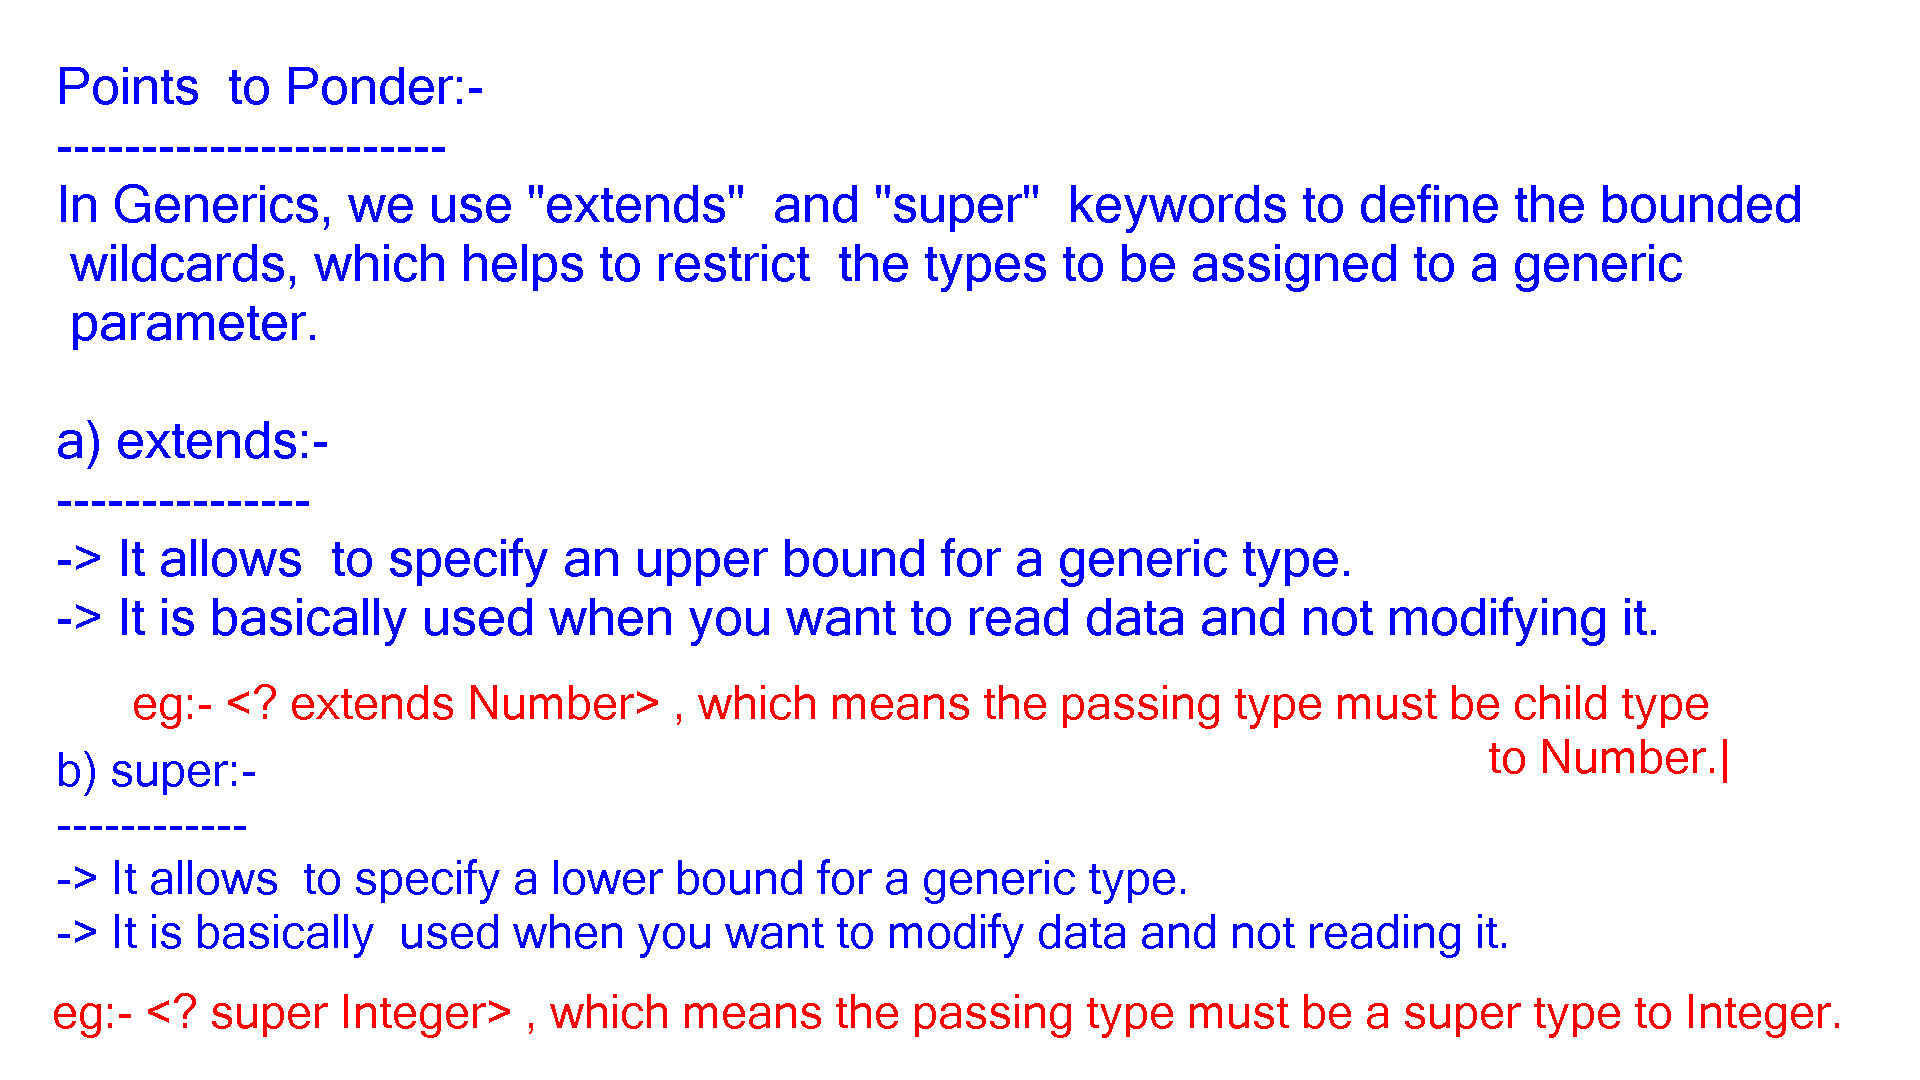 Points  to Ponder:-
-----------------------
In Generics, we use "extends"  and "super"  keywords to define the bounded
wildcards, which helps to restrict  the types to be assigned to a generic
parameter.
a) extends:-
---------------
-> It allows  to specify an upper bound for a generic type.
-> It is basically used when you want to read data and not modifying it.
eg:- <? extends Number> , which means the passing type must be child type
to Number.|
b) super:-
------------
-> It allows  to specify a lower bound for a generic type.
-> It is basically  used when you want to modify data and not reading it.
eg:- <? super Integer> , which means the passing type must be a super type to Integer.